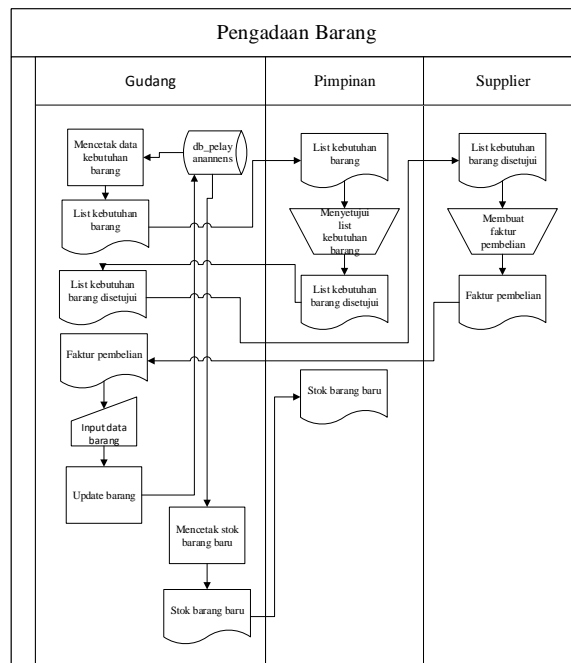 Pengadaan Barang
Gudang
Pimpinan
Supplier
Mencetak data
kebutuhan
barang
db_pelay
anannens
List kebutuhan
barang
List kebutuhan
barang disetujui
Faktur pembelian
Input data
barang
Update barang
Mencetak stok
barang baru
Stok barang baru
List kebutuhan
barang
Menyetujui
list
kebutuhan
barang
List kebutuhan
barang disetujui
Stok barang baru
List kebutuhan
barang disetujui
Membuat
faktur
pembelian
Faktur pembelian